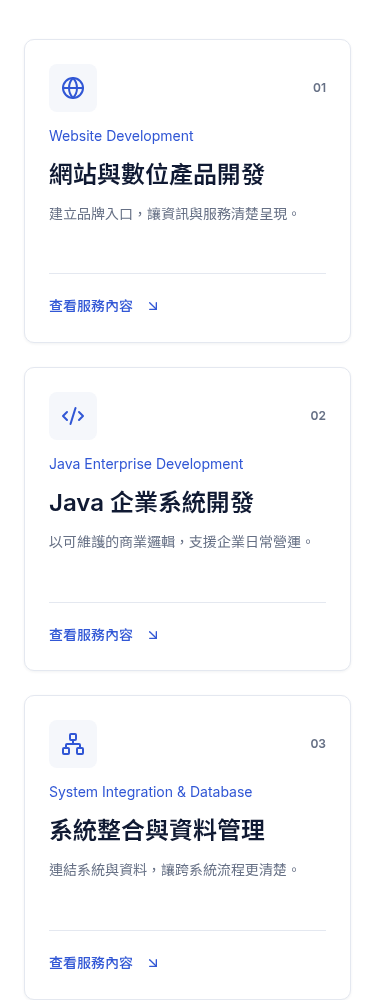 01
Website Development
網站與數位產品開發
建立品牌入口，讓資訊與服務清楚呈現。
查看服務內容
02
Java Enterprise Development
Java 企業系統開發
以可維護的商業邏輯，支援企業日常營運。
查看服務內容
03
System Integration & Database
系統整合與資料管理
連結系統與資料，讓跨系統流程更清楚。
查看服務內容